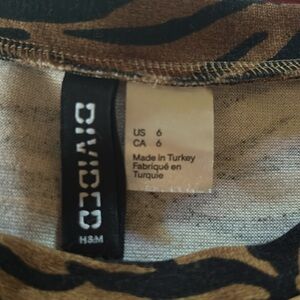 DIVIDED
H&M
US 6
CA 6
Made in Turkey
Fabriqué en
Turquie